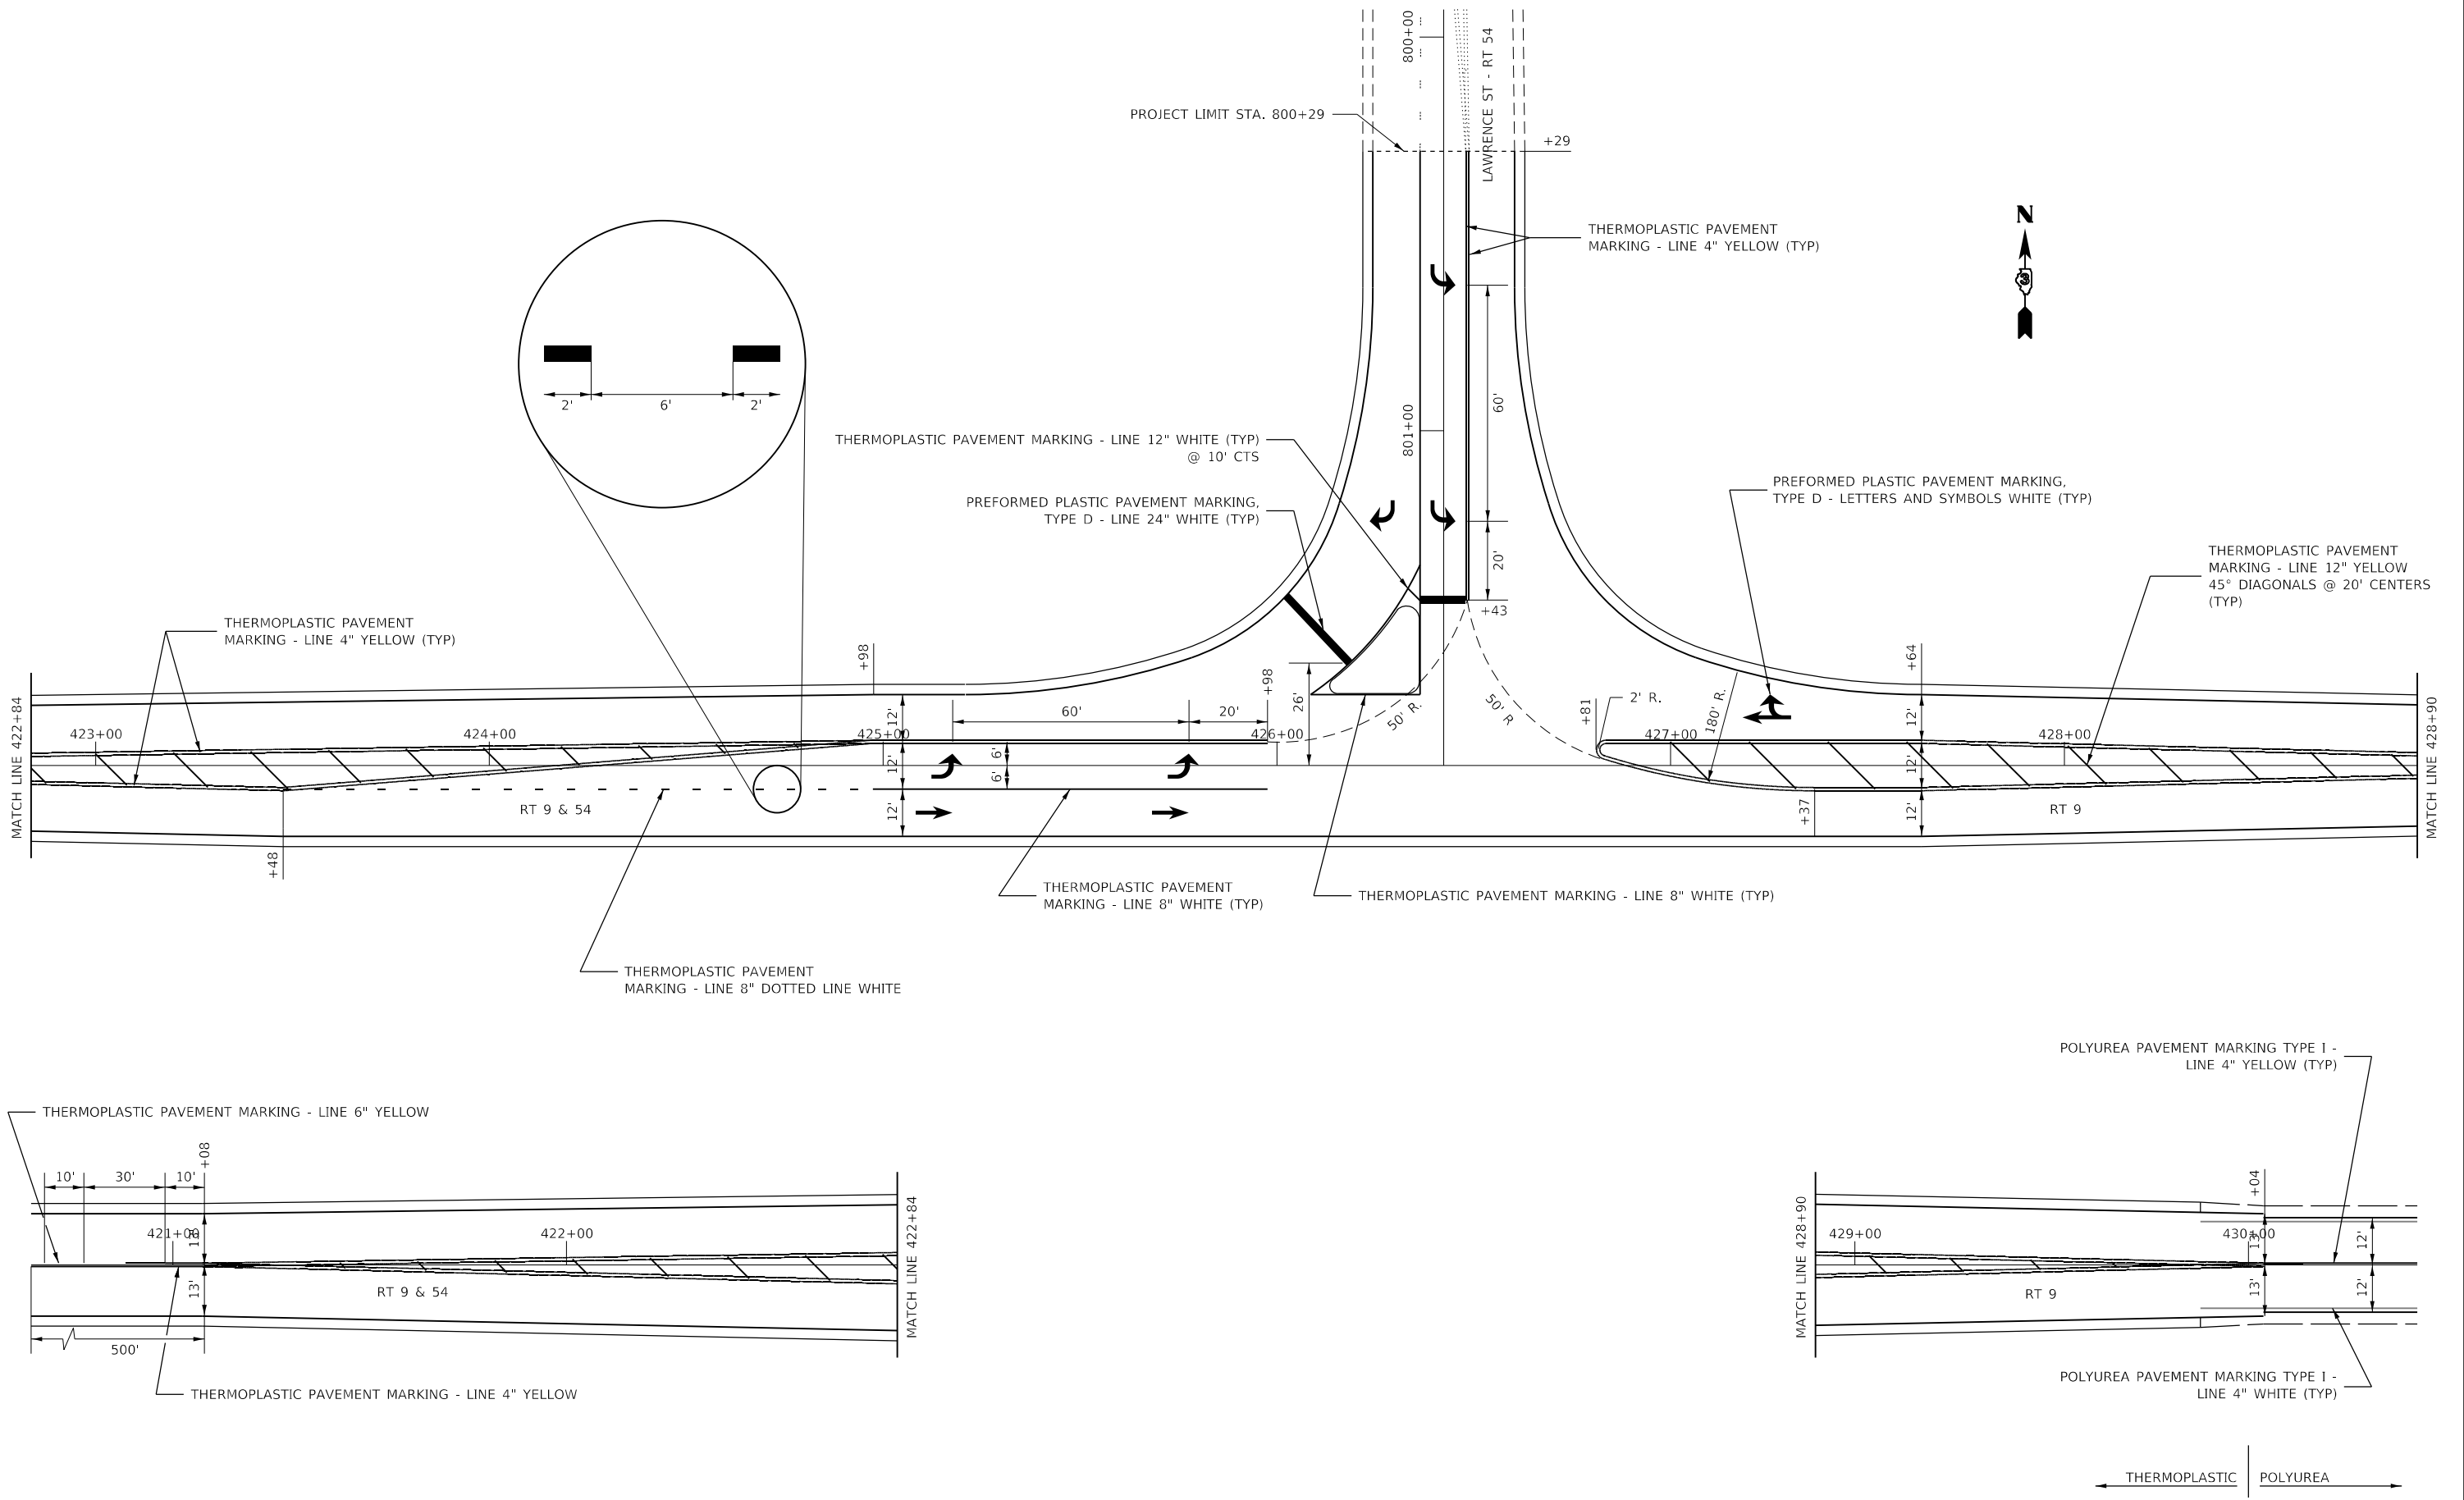 800+00
LAWRENCE ST - RT 54
PROJECT LIMIT STA. 800+29
+29
N
3
THERMOPLASTIC PAVEMENT
MARKING - LINE 4" YELLOW (TYP)
2'
6'
2'
60'
801+00
THERMOPLASTIC PAVEMENT MARKING - LINE 12" WHITE (TYP)
@ 10' CTS
PREFORMED PLASTIC PAVEMENT MARKING,
TYPE D - LINE 24" WHITE (TYP)
PREFORMED PLASTIC PAVEMENT MARKING,
TYPE D - LETTERS AND SYMBOLS WHITE (TYP)
20'
+43
THERMOPLASTIC PAVEMENT
MARKING - LINE 12" YELLOW
45° DIAGONALS @ 20' CENTERS
(TYP)
THERMOPLASTIC PAVEMENT
MARKING - LINE 4" YELLOW (TYP)
+98
+98
+64
MATCH LINE 422+84
423+00
424+00
425+00
426+00
427+00
428+00
MATCH LINE 428+90
12'
12'
12'
60'
20'
6'
6'
26'
50' R.
50' R
+81
2' R.
180' R.
12'
12'
12'
+48
RT 9 & 54
+37
RT 9
THERMOPLASTIC PAVEMENT
MARKING - LINE 8" WHITE (TYP)
THERMOPLASTIC PAVEMENT MARKING - LINE 8" WHITE (TYP)
THERMOPLASTIC PAVEMENT
MARKING - LINE 8" DOTTED LINE WHITE
THERMOPLASTIC PAVEMENT MARKING - LINE 6" YELLOW
10'
30'
10'
+08
421+00
13'
13'
422+00
RT 9 & 54
MATCH LINE 422+84
500'
THERMOPLASTIC PAVEMENT MARKING - LINE 4" YELLOW
POLYUREA PAVEMENT MARKING TYPE I -
LINE 4" YELLOW (TYP)
MATCH LINE 428+90
429+00
+04
430+00
13'
13'
12'
12'
RT 9
POLYUREA PAVEMENT MARKING TYPE I -
LINE 4" WHITE (TYP)
THERMOPLASTIC
POLYUREA